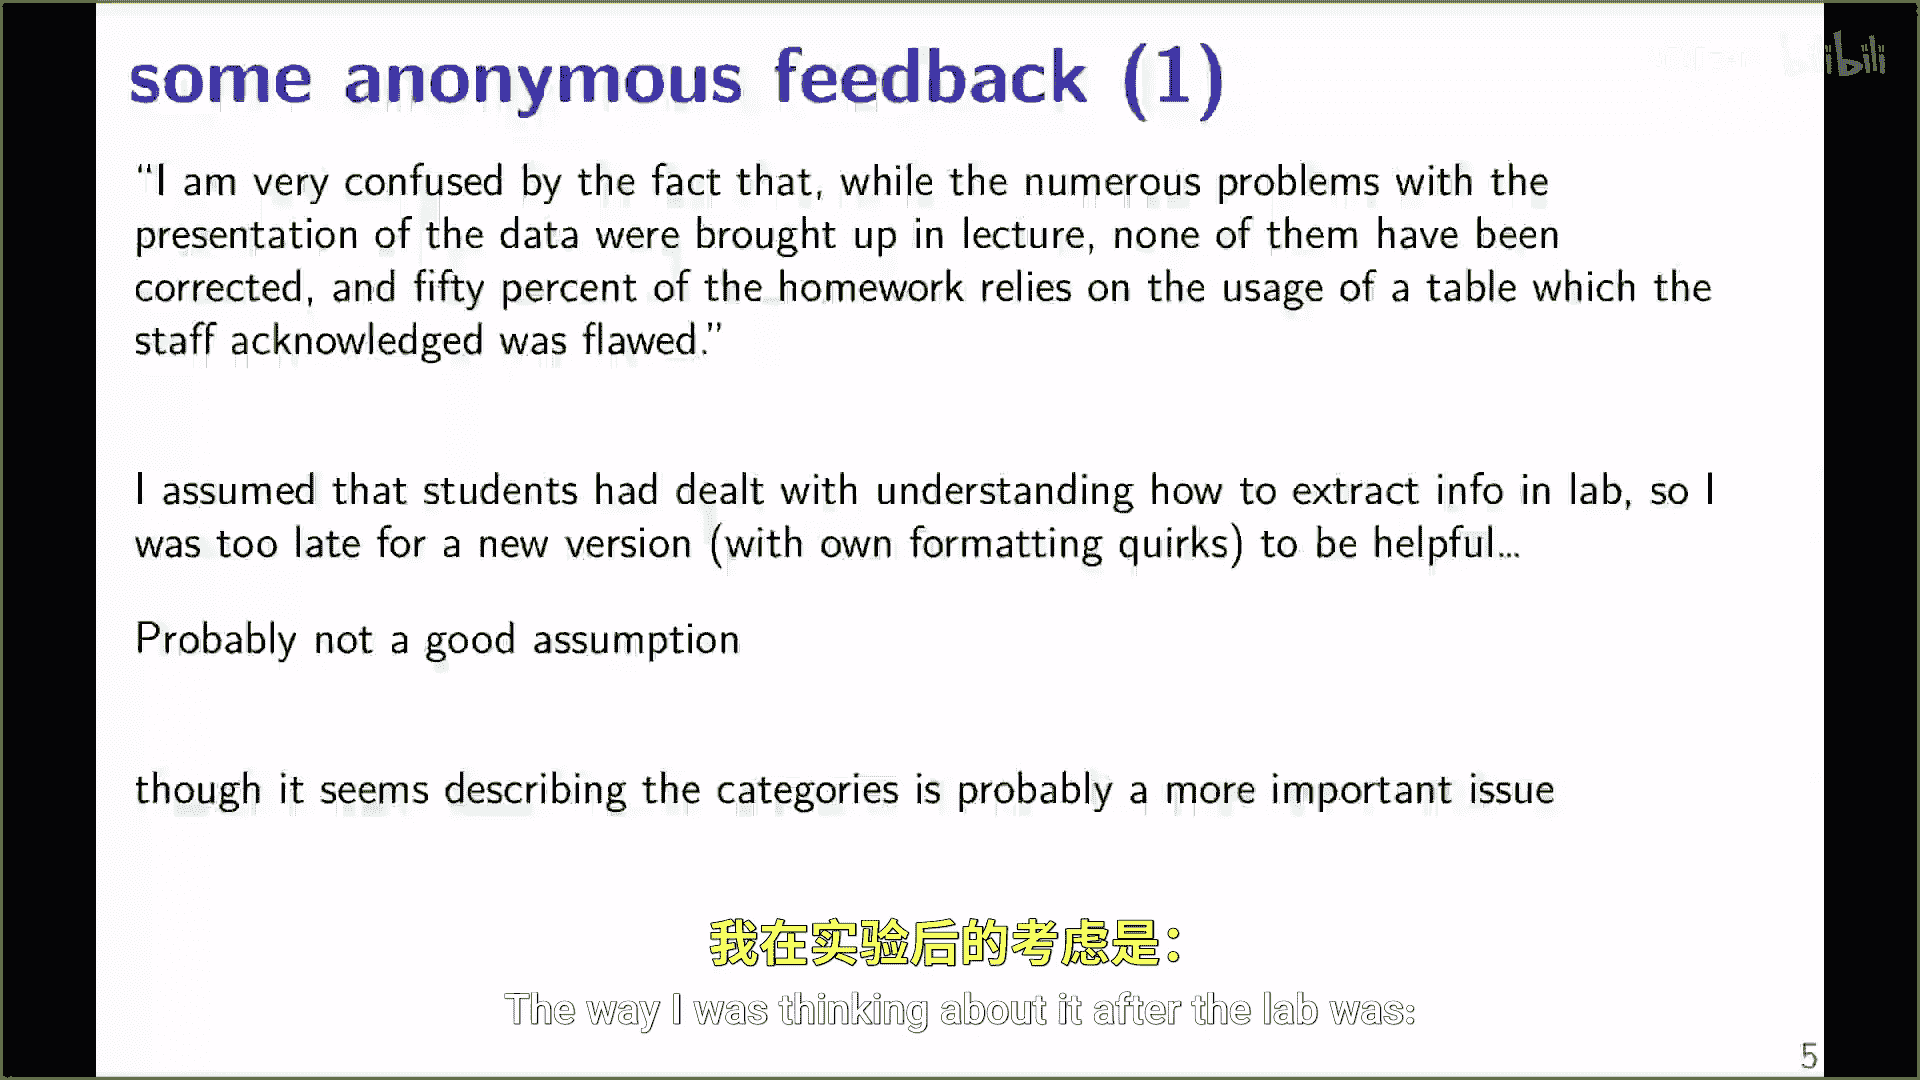 some anonymous feedback (1)
“I am very confused by the fact that, while the numerous problems with the
presentation of the data were brought up in lecture, none of them have been
corrected, and fifty percent of the homework relies on the usage of a table which the
staff acknowledged was flawed.”
I assumed that students had dealt with understanding how to extract info in lab, so I
was too late for a new version (with own formatting quirks) to be helpful…
Probably not a good assumption
though it seems describing the categories is probably a more important issue
我在实验后的考虑是：
The way I was thinking about it after the lab was:
5